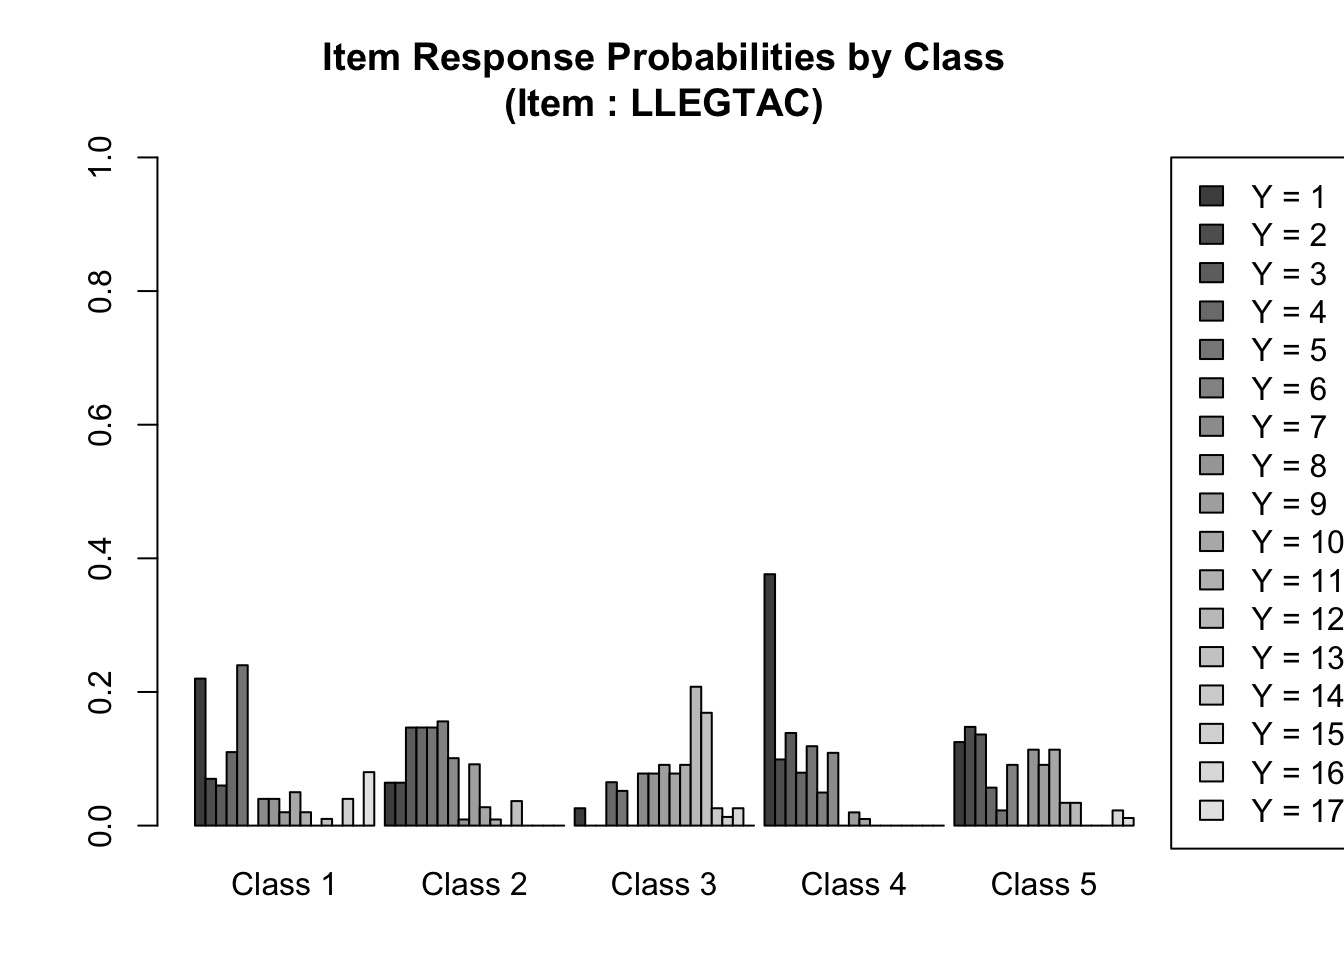 Item Response Probabilities by Class
(Item : LLEGTAC)
1.0
0.8
0.6
0.4
0.2
0.0
Class 1
Class 2
Class 3
Class 4
Class 5
Y = 1
Y = 2
Y = 3
Y = 4
Y = 5
Y = 6
Y = 7
Y = 8
Y = 9
Y = 10
Y = 11
Y = 12
Y = 13
Y = 14
Y = 15
Y = 16
Y = 17